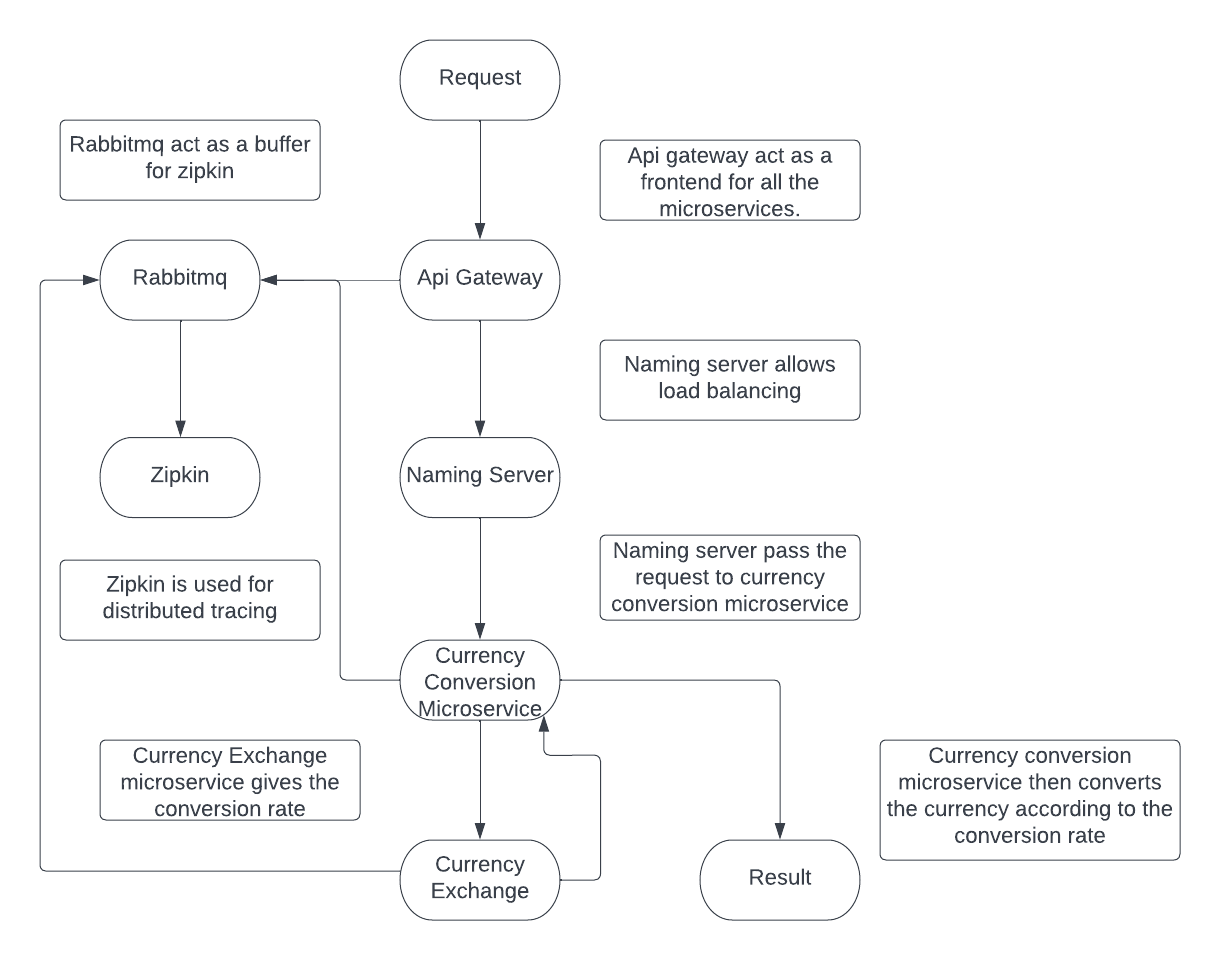 Request
Rabbitmq act as a buffer
for zipkin
Api gateway act as a
frontend for all the
microservices.
Rabbitmq
Api Gateway
Naming server allows
load balancing
Zipkin
Naming Server
Zipkin is used for
distributed tracing
Naming server pass the
request to currency
conversion microservice
Currency
Conversion
Microservice
Currency Exchange
microservice gives the
conversion rate
Currency conversion
microservice then converts
the currency according to the
conversion rate
Currency
Exchange
Result